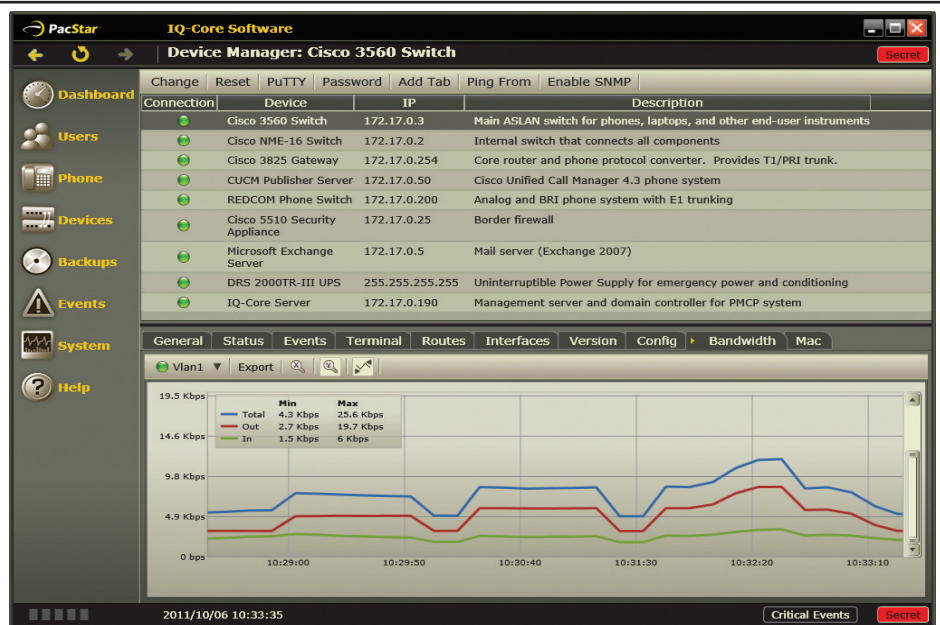 PacStar
IQ-Core Software
Device Manager: Cisco 3560 Switch
Secret
Change Reset PuTTY Password Add Tab Ping From Enable SNMP
Connection Device IP Description
Cisco 3560 Switch 172.17.0.3 Main ASLAN switch for phones, laptops, and other end-user instruments
Cisco NME-16 Switch 172.17.0.2 Internal switch that connects all components
Cisco 3825 Gateway 172.17.0.254 Core router and phone protocol converter. Provides T1/PRI trunk.
CUCM Publisher Server 172.17.0.50 Cisco Unified Call Manager 4.3 phone system
REDCOM Phone Switch 172.17.0.200 Analog and BRI phone system with E1 trunking
Cisco 5510 Security 172.17.0.25 Border firewall
Appliance
Microsoft Exchange 172.17.0.5 Mail server (Exchange 2007)
Server
DRS 2000TR-III UPS 255.255.255.255 Uninterruptible Power Supply for emergency power and conditioning
IQ-Core Server 172.17.0.190 Management server and domain controller for PMCP system
Dashboard
Users
Phone
Devices
Backups
Events
System
Help
General Status Events Terminal Routes Interfaces Version Config Bandwidth Mac
Vlan1 Export
Min Max
Total 4.3 Kbps 25.6 Kbps
Out 2.7 Kbps 19.7 Kbps
In 1.5 Kbps 6 Kbps
19.5 Kbps
14.6 Kbps
9.8 Kbps
4.9 Kbps
0 bps
10:29:00 10:29:50 10:30:40 10:31:30 10:32:20 10:33:10
2011/10/06 10:33:35
Critical Events
Secret